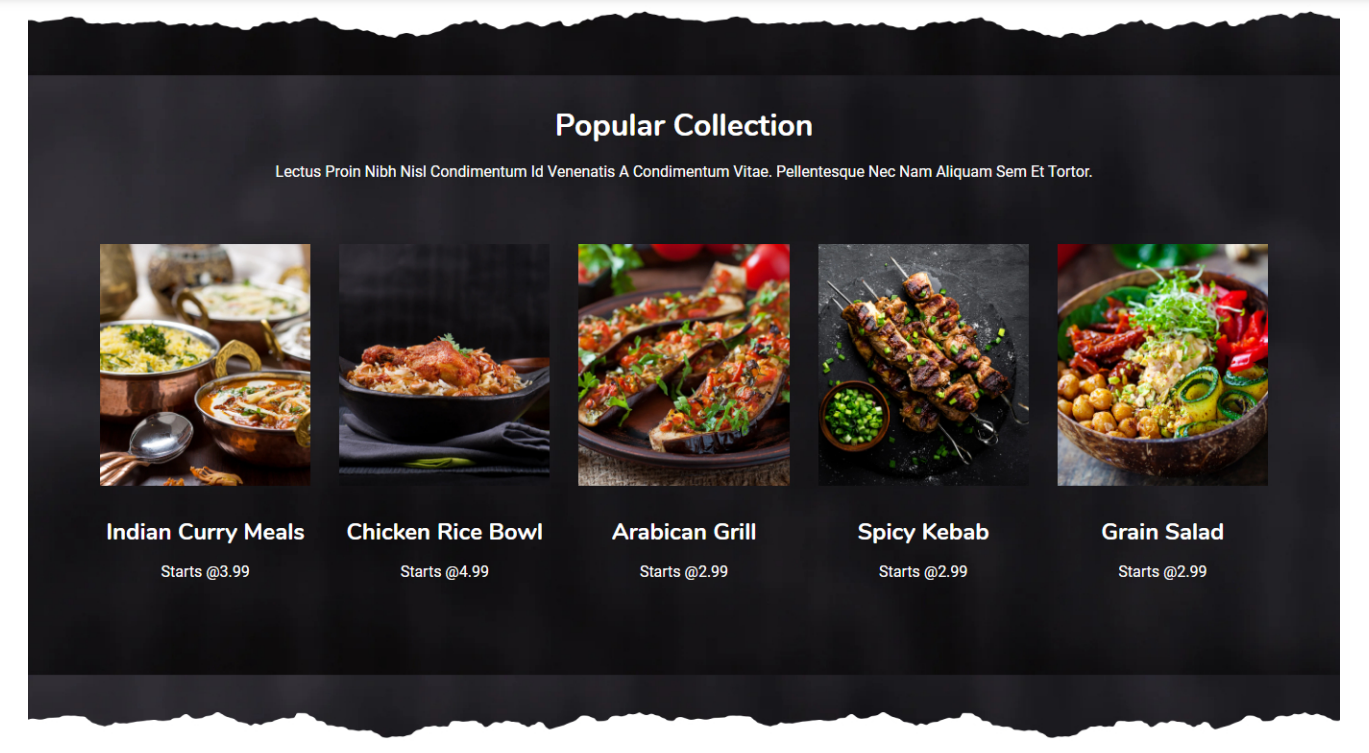 Popular Collection
Lectus Proin Nibh Nisl Condimentum Id Venenatis A Condimentum Vitae. Pellentesque Nec Nam Aliquam Sem Et Tortor.
Indian Curry Meals
Starts @3.99
Chicken Rice Bowl
Starts @4.99
Arabican Grill
Starts @2.99
Spicy Kebab
Starts @2.99
Grain Salad
Starts @2.99